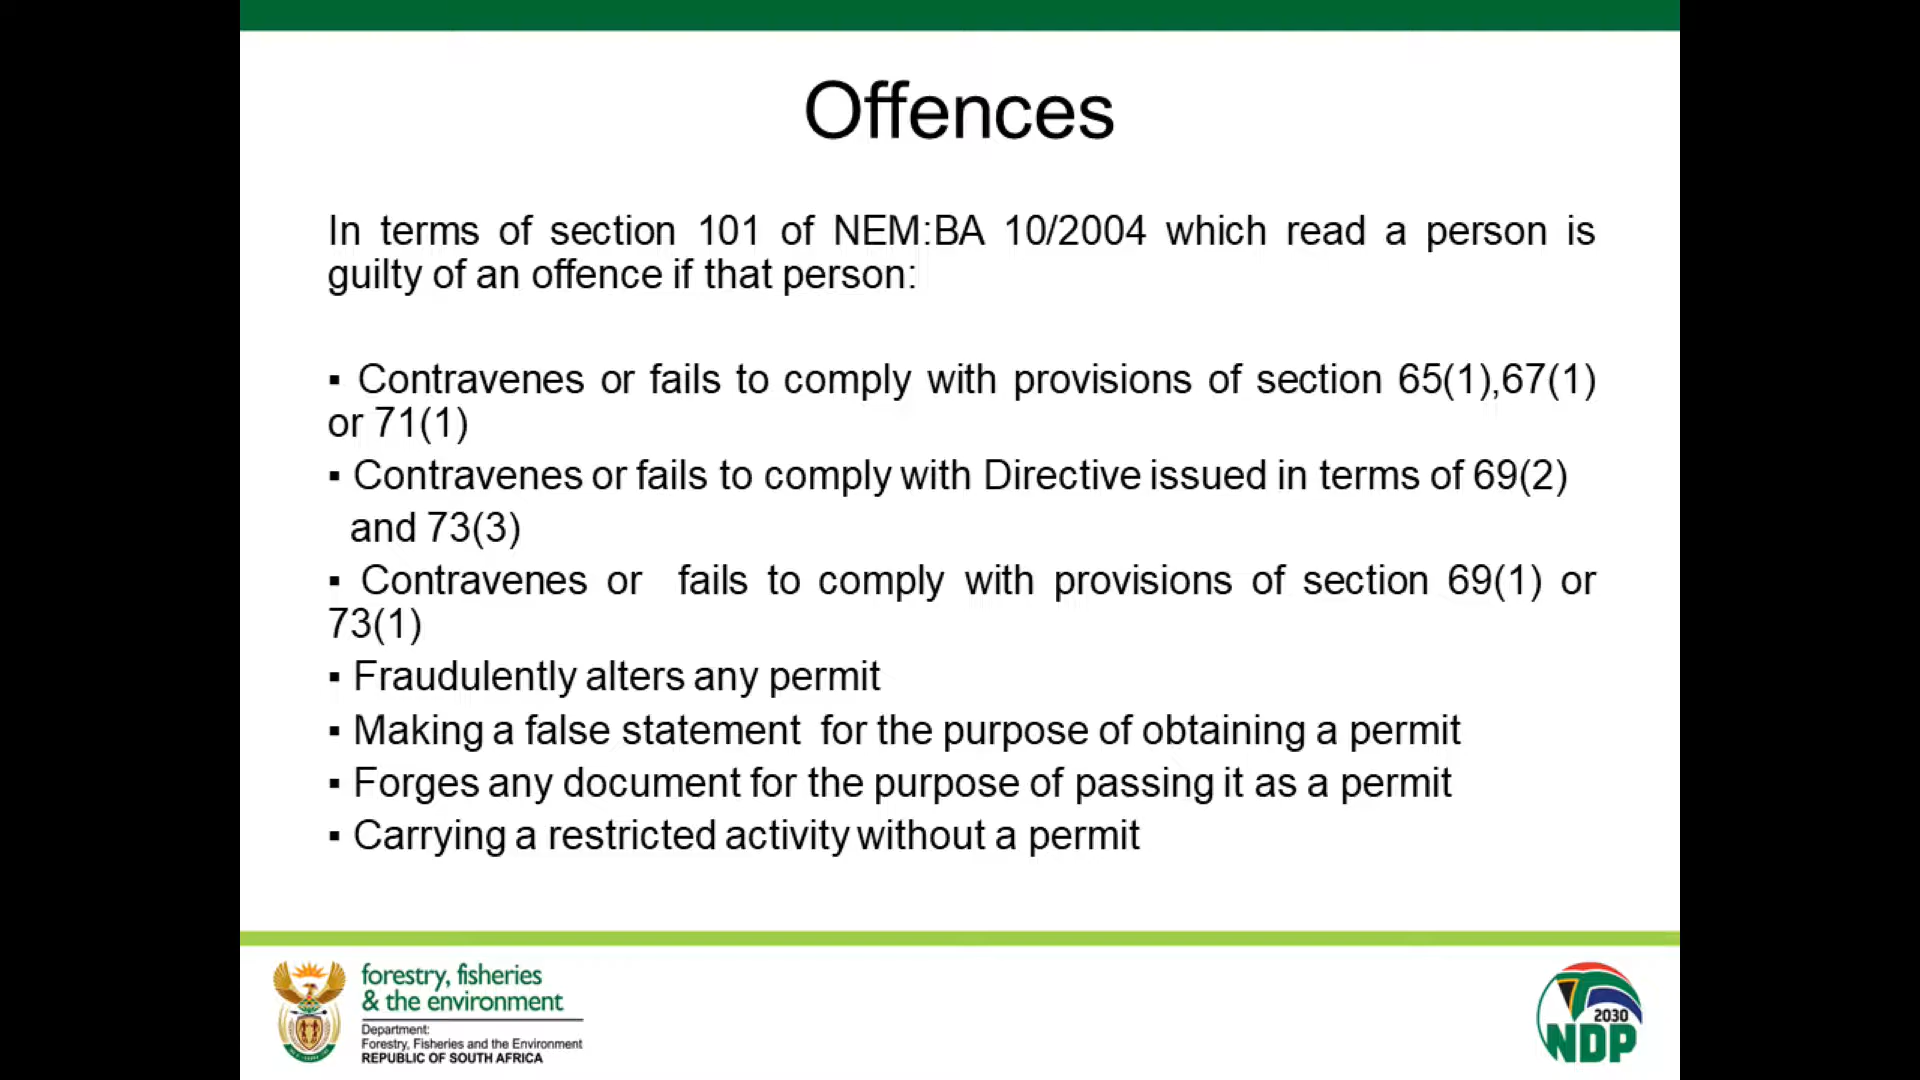 Offences
In terms of section 101 of NEM:BA 10/2004 which read a person is
guilty of an offence if that person:
▪ Contravenes or fails to comply with provisions of section 65(1),67(1)
or 71(1)
▪ Contravenes or fails to comply with Directive issued in terms of 69(2)
and 73(3)
▪ Contravenes or fails to comply with provisions of section 69(1) or
73(1)
▪ Fraudulently alters any permit
▪ Making a false statement for the purpose of obtaining a permit
▪ Forges any document for the purpose of passing it as a permit
▪ Carrying a restricted activity without a permit
forestry, fisheries
& the environment
Department:
Forestry, Fisheries and the Environment
REPUBLIC OF SOUTH AFRICA
2030
NDP